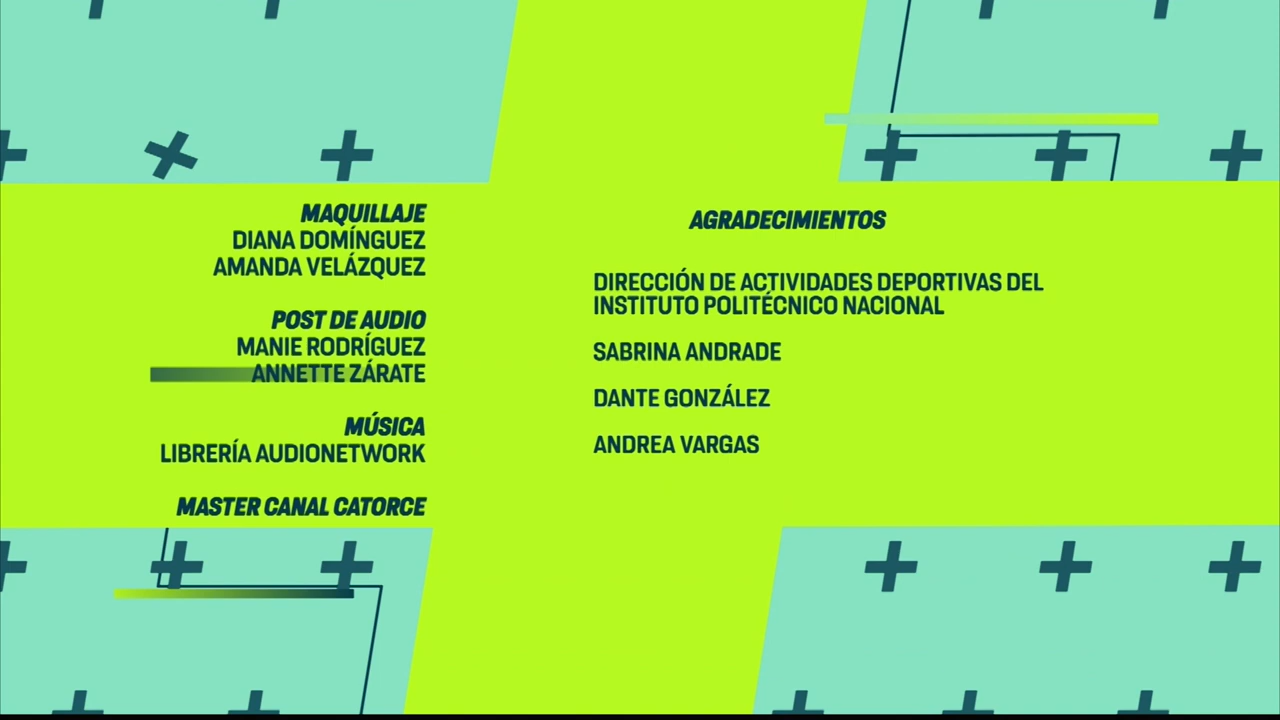 MAQUILLAJE
DIANA DOMÍNGUEZ
AMANDA VELÁZQUEZ
POST DE AUDIO
MANIE RODRÍGUEZ
ANNETTE ZÁRATE
MÚSICA
LIBRERÍA AUDIONETWORK
MASTER CANAL CATORCE
AGRADECIMIENTOS
DIRECCIÓN DE ACTIVIDADES DEPORTIVAS DEL
INSTITUTO POLITÉCNICO NACIONAL
SABRINA ANDRADE
DANTE GONZÁLEZ
ANDREA VARGAS